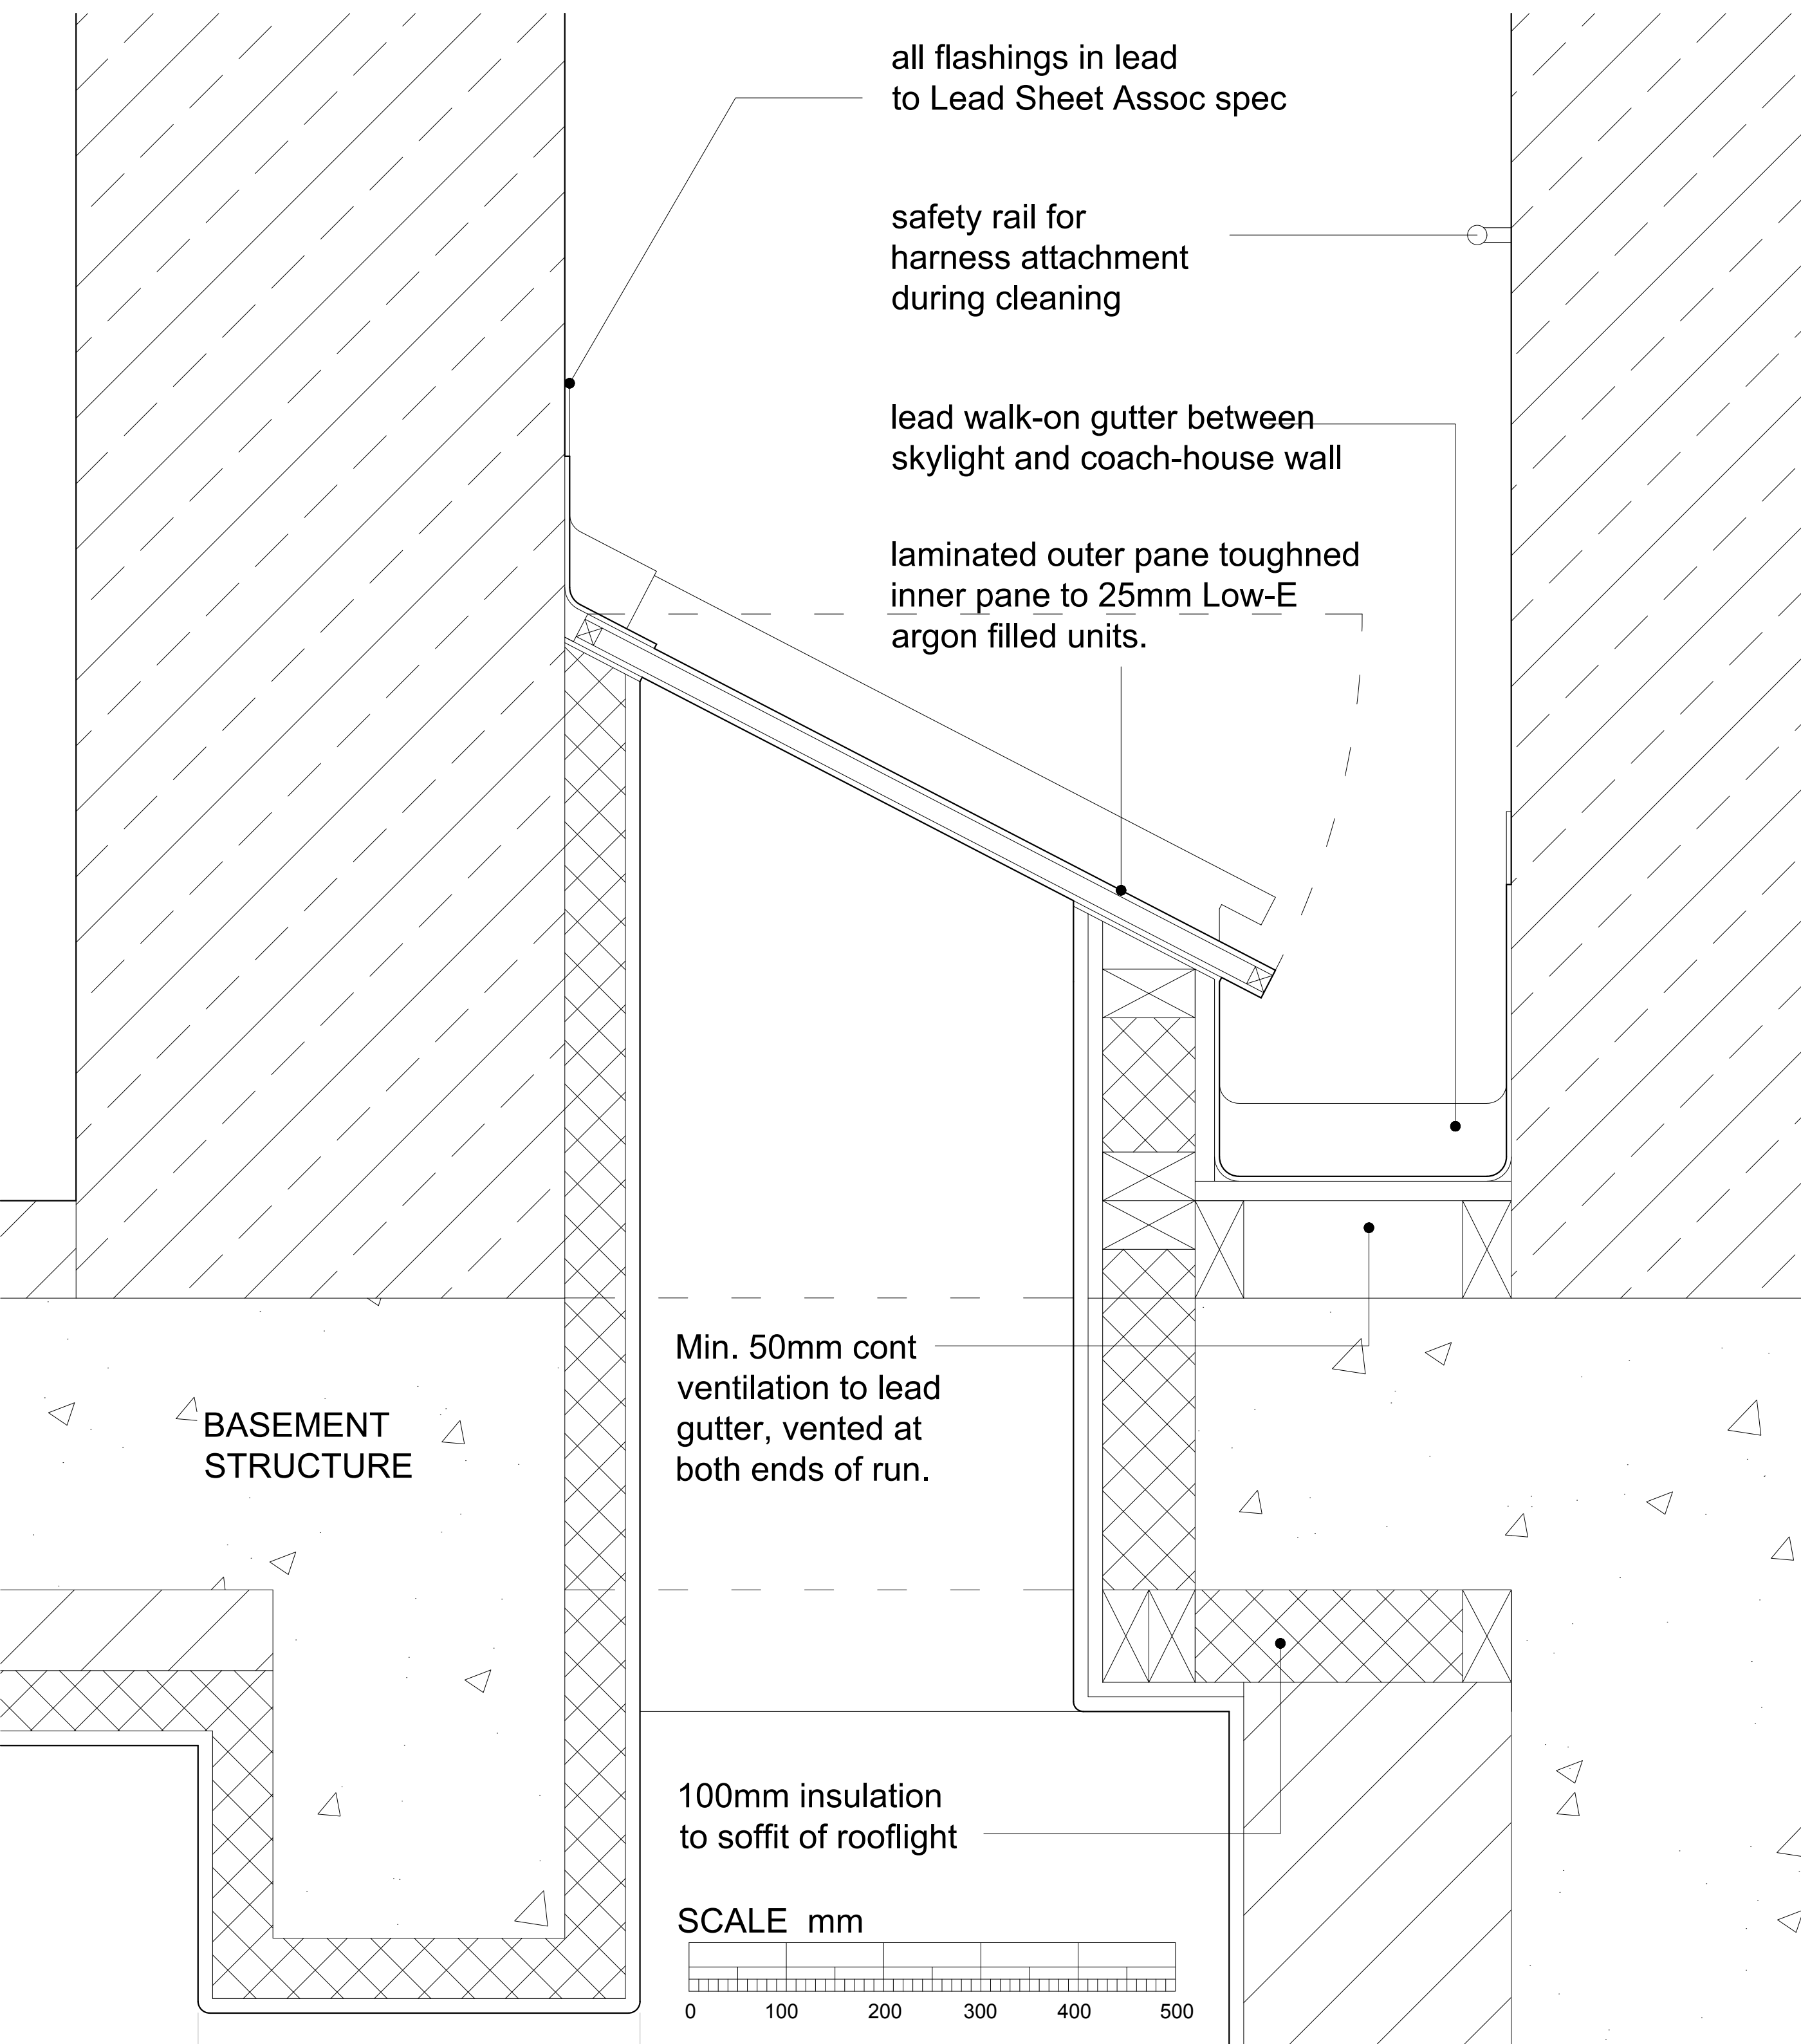 all flashings in lead
to Lead Sheet Assoc spec
safety rail for
harness attachment
during cleaning
lead walk-on gutter between
skylight and coach-house wall
laminated outer pane toughned
inner pane to 25mm Low-E
argon filled units.
Min. 50mm cont
ventilation to lead
gutter, vented at
both ends of run.
BASEMENT
STRUCTURE
100mm insulation
to soffit of rooflight
SCALE mm
0 100 200 300 400 500